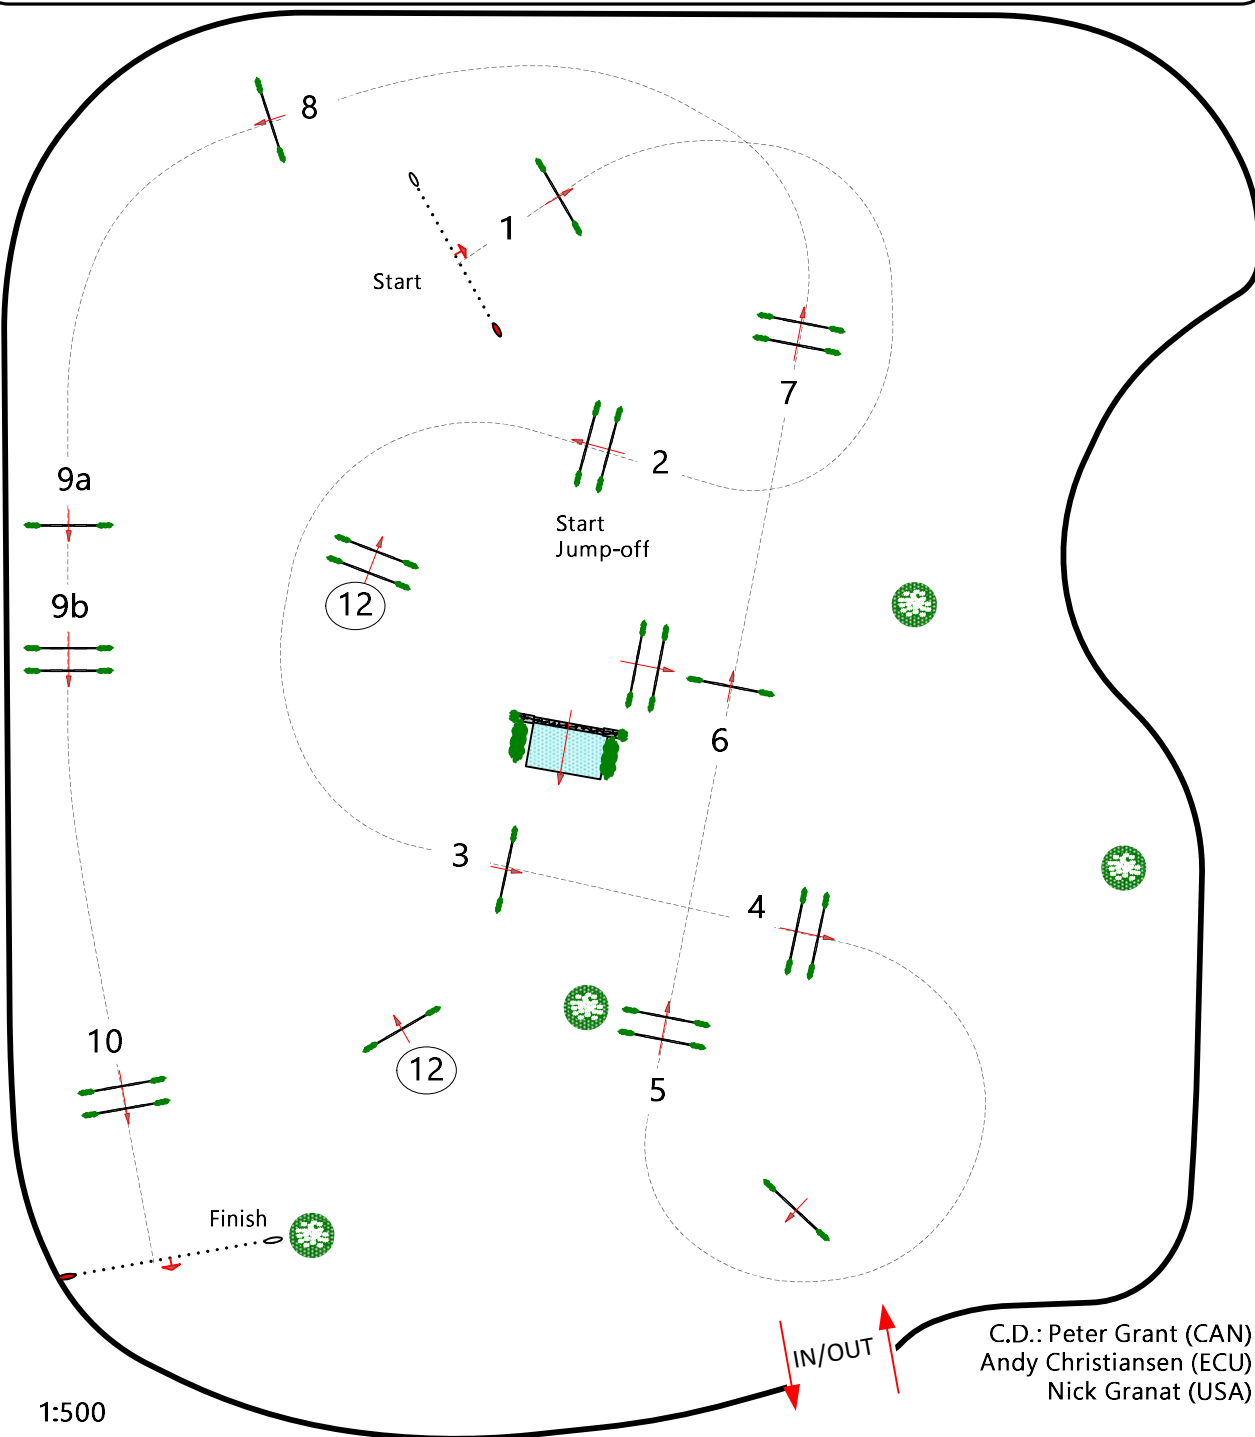 8
1
Start
7
2
9a
Start
Jump-off
12
9b
6
3
4
10
12
5
Finish
C.D.: Peter Grant (CAN)
IN/OUT
Andy Christiansen (ECU)
Nick Granat (USA)
1:500